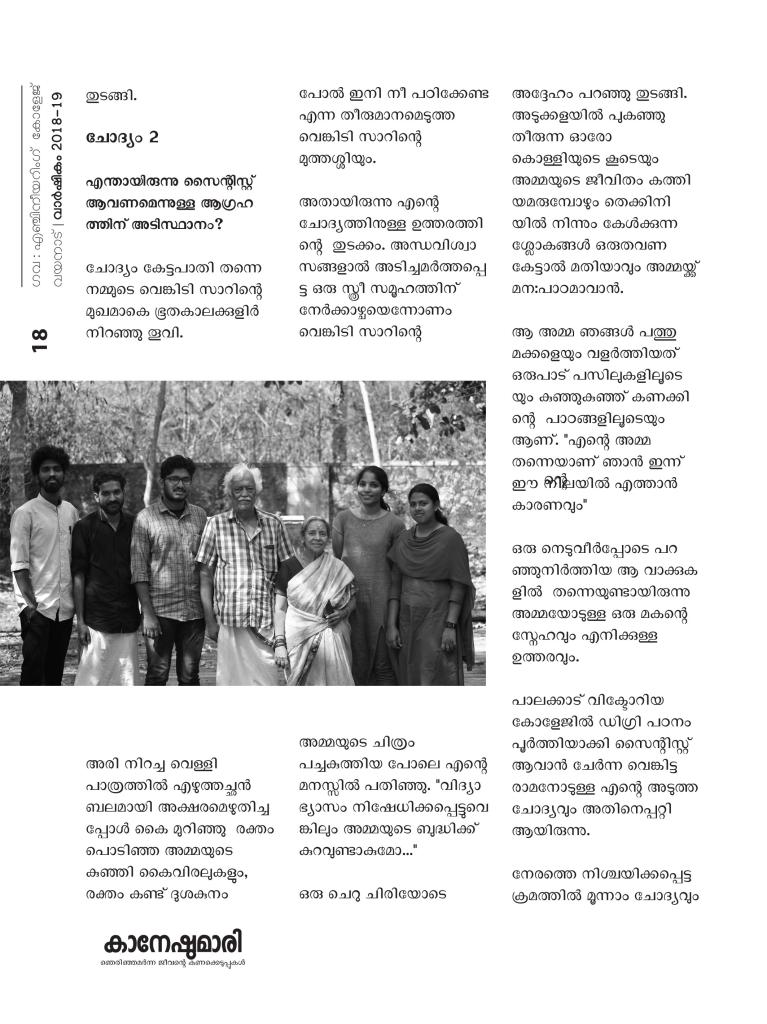 ഗവ : എഞ്ചിനീയറിംഗ് കോളേജ്
വയനാട് | വാർഷികം 2018-19
18
തുടങ്ങി.
ചോദ്യം 2
എന്തായിരുന്നു സൈന്റിസ്റ്റ്
ആവണമെന്നുള്ള ആഗ്രഹ
ത്തിന് അടിസ്ഥാനം?
ചോദ്യം കേട്ടപാതി തന്നെ
നമ്മുടെ വെങ്കിടി സാറിന്റെ
മുഖമാകെ ഭൂതകാലക്കുളിർ
നിറഞ്ഞു തൂവി.
അരി നിറച്ച വെള്ളി
പാത്രത്തിൽ എഴുത്തച്ഛൻ
ബലമായി അക്ഷരമെഴുതിച്ച
പ്പോൾ കൈ മുറിഞ്ഞു രക്തം
പൊടിഞ്ഞ അമ്മയുടെ
കുഞ്ഞി കൈവിരലുകളും,
രക്തം കണ്ട് ദുശകുനം
പോൽ ഇനി നീ പഠിക്കേണ്ട
എന്ന തീരുമാനമെടുത്ത
വെങ്കിടി സാറിന്റെ
മുത്തശ്ശിയും.
അതായിരുന്നു എന്റെ
ചോദ്യത്തിനുള്ള ഉത്തരത്തി
ന്റെ തുടക്കം. അന്ധവിശ്വാ
സങ്ങളാൽ അടിച്ചമർത്തപ്പെ
ട്ട ഒരു സ്ത്രീ സമൂഹത്തിന്
നേർക്കാഴ്ചയെന്നോണം
വെങ്കിടി സാറിന്റെ
അമ്മയുടെ ചിത്രം
പച്ചകുത്തിയ പോലെ എന്റെ
മനസ്സിൽ പതിഞ്ഞു. "വിദ്യാ
ഭ്യാസം നിഷേധിക്കപ്പെട്ടുവെ
ങ്കിലും അമ്മയുടെ ബുദ്ധിക്ക്
കുറവുണ്ടാകുമോ..."
ഒരു ചെറു ചിരിയോടെ
അദ്ദേഹം പറഞ്ഞു തുടങ്ങി.
അടുക്കളയിൽ പുകഞ്ഞു
തീരുന്ന ഓരോ
കൊള്ളിയുടെ കൂടെയും
അമ്മയുടെ ജീവിതം കത്തി
യമരുമ്പോഴും തെക്കിനി
യിൽ നിന്നും കേൾക്കുന്ന
ശ്ലോകങ്ങൾ ഒരുതവണ
കേട്ടാൽ മതിയാവും അമ്മയ്ക്ക്
മന:പാഠമാവാൻ.
ആ അമ്മ ഞങ്ങൾ പത്തു
മക്കളെയും വളർത്തിയത്
ഒരുപാട് പസിലുകളിലൂടെ
യും കുഞ്ഞുകുഞ്ഞ് കണക്കി
ന്റെ പാഠങ്ങളിലൂടെയും
ആണ്. "എന്റെ അമ്മ
തന്നെയാണ് ഞാൻ ഇന്ന്
ഈ നിലയിൽ എത്താൻ
കാരണവും"
ഒരു നെടുവീർപ്പോടെ പറ
ഞ്ഞുനിർത്തിയ ആ വാക്കുക
ളിൽ തന്നെയുണ്ടായിരുന്നു
അമ്മയോടുള്ള ഒരു മകന്റെ
സ്നേഹവും എനിക്കുള്ള
ഉത്തരവും.
പാലക്കാട് വിക്ടോറിയ
കോളേജിൽ ഡിഗ്രി പഠനം
പൂർത്തിയാക്കി സൈന്റിസ്റ്റ്
ആവാൻ ചേർന്ന വെങ്കിട്ട
രാമനോടുള്ള എന്റെ അടുത്ത
ചോദ്യവും അതിനെപ്പറ്റി
ആയിരുന്നു.
നേരത്തെ നിശ്ചയിക്കപ്പെട്ട
ക്രമത്തിൽ മൂന്നാം ചോദ്യവും
കാനേഷുമാരി
ഞെരിഞ്ഞമർന്ന ജീവന്റെ കണക്കെടുപ്പുകൾ